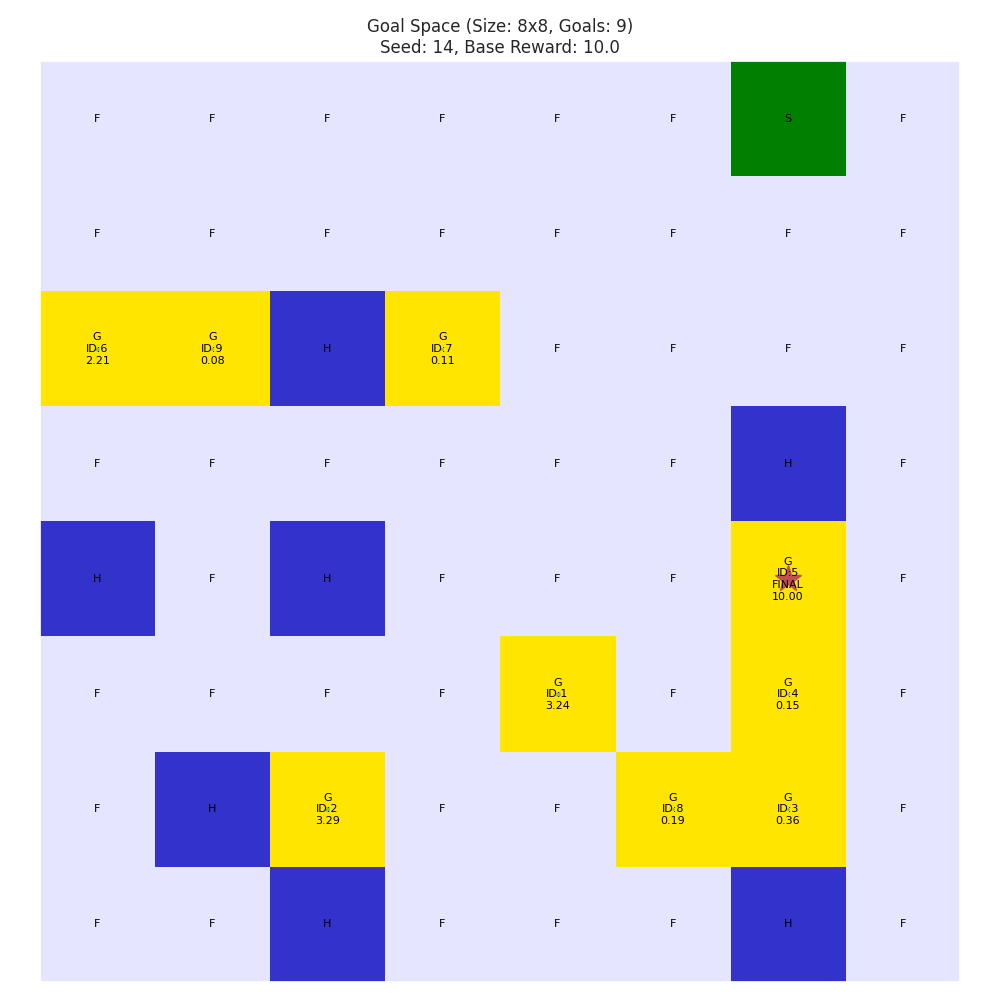 Goal Space (Size: 8x8, Goals: 9)
Seed: 14, Base Reward: 10.0
F F F F F F S F
F F F F F F F F
G G G
ID:6 ID:9 H ID:7 F F F F
2.21 0.08 0.11
F F F F F F H F
G
H F H F F F ID:5 F
FINAL
10.00
G G
F F F F ID:1 F ID:4 F
3.24 0.15
G G G
F H ID:2 F F ID:8 ID:3 F
3.29 0.19 0.36
F F H F F F H F